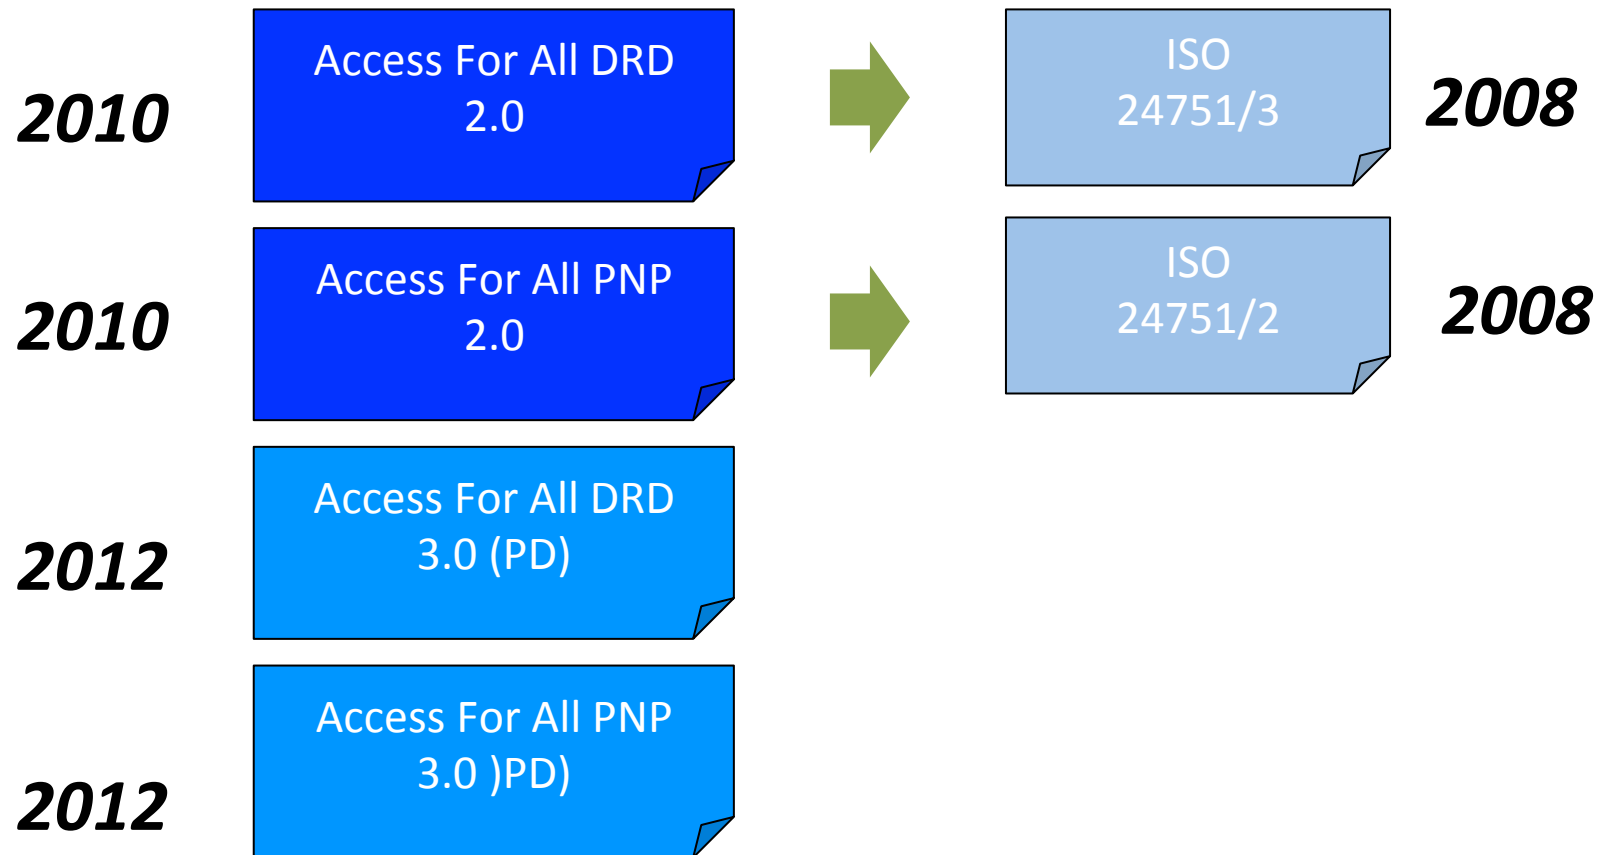 2010
Access For All DRD
2.0
ISO
24751/3
2008
2010
Access For All PNP
2.0
ISO
24751/2
2008
2012
Access For All DRD
3.0 (PD)
2012
Access For All PNP
3.0 )PD)